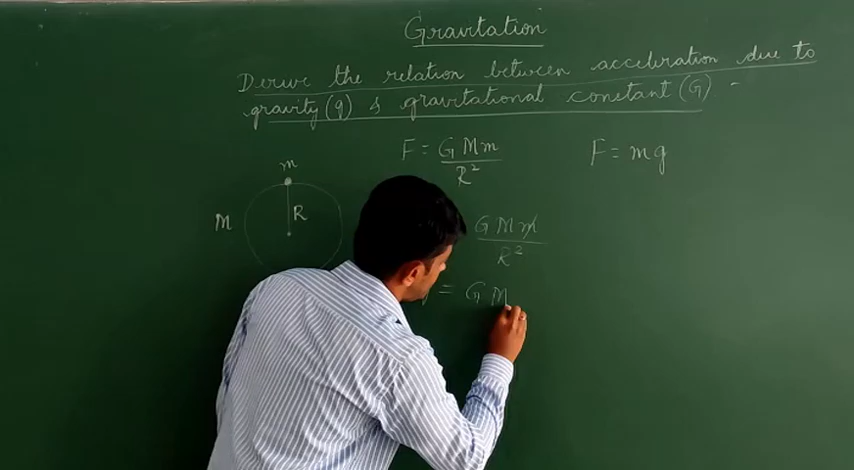 Gravitation
Derive the relation between acceleration due to
gravity (g) & gravitational constant (G) -
F = GMm / R² F = mg
m
M R
GMm / R²
= GM